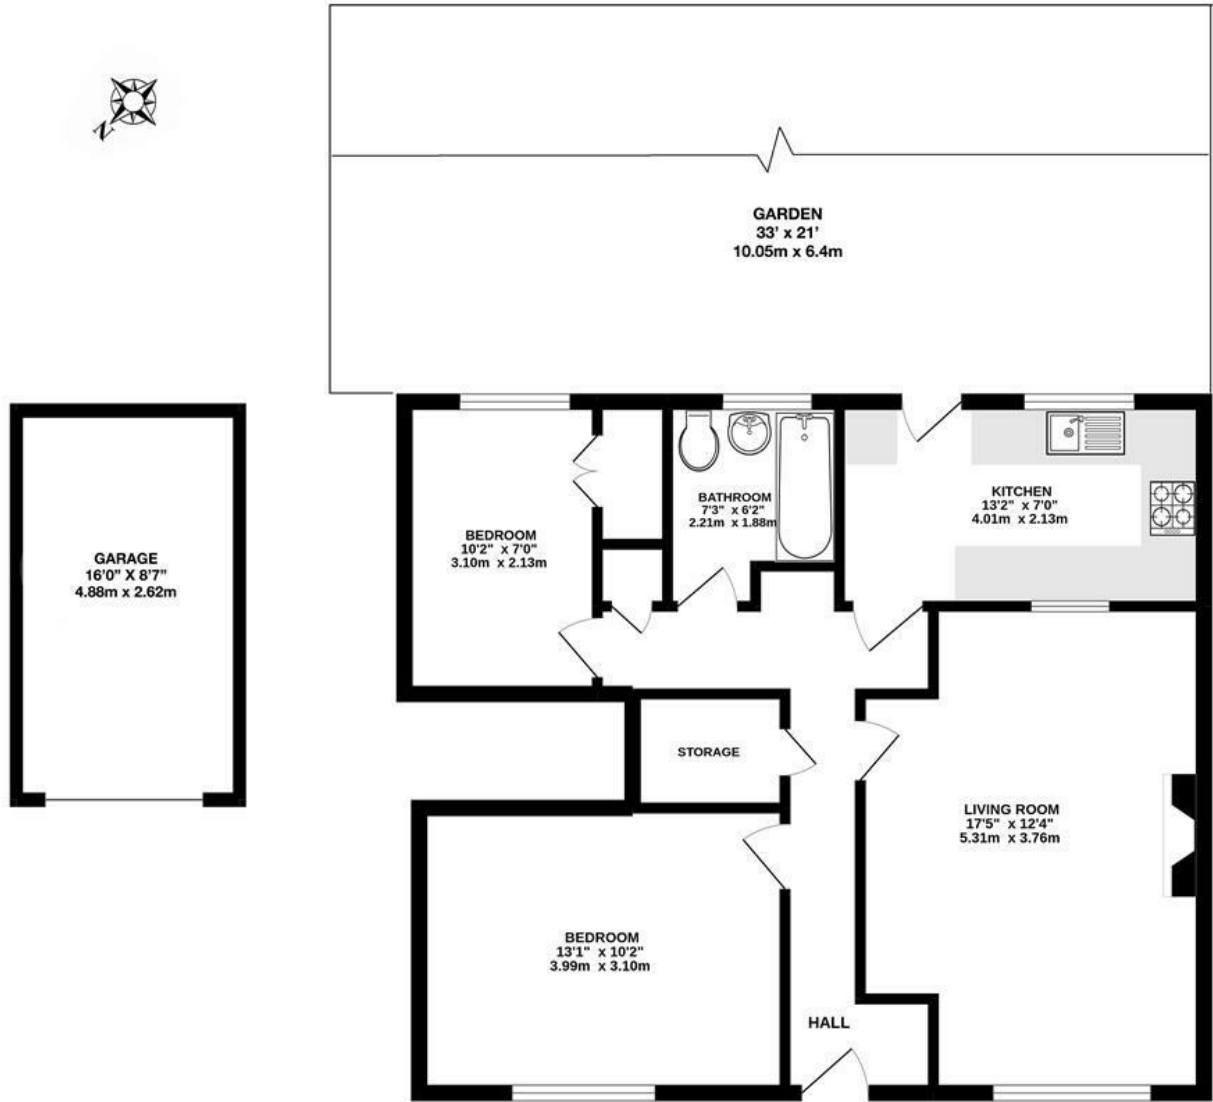 N
GARDEN
33' x 21'
10.05m x 6.4m
GARAGE
16'0" X 8'7"
4.88m x 2.62m
BEDROOM
10'2" x 7'0"
3.10m x 2.13m
BATHROOM
7'3" x 6'2"
2.21m x 1.88m
KITCHEN
13'2" x 7'0"
4.01m x 2.13m
STORAGE
LIVING ROOM
17'5" x 12'4"
5.31m x 3.76m
BEDROOM
13'1" x 10'2"
3.99m x 3.10m
HALL